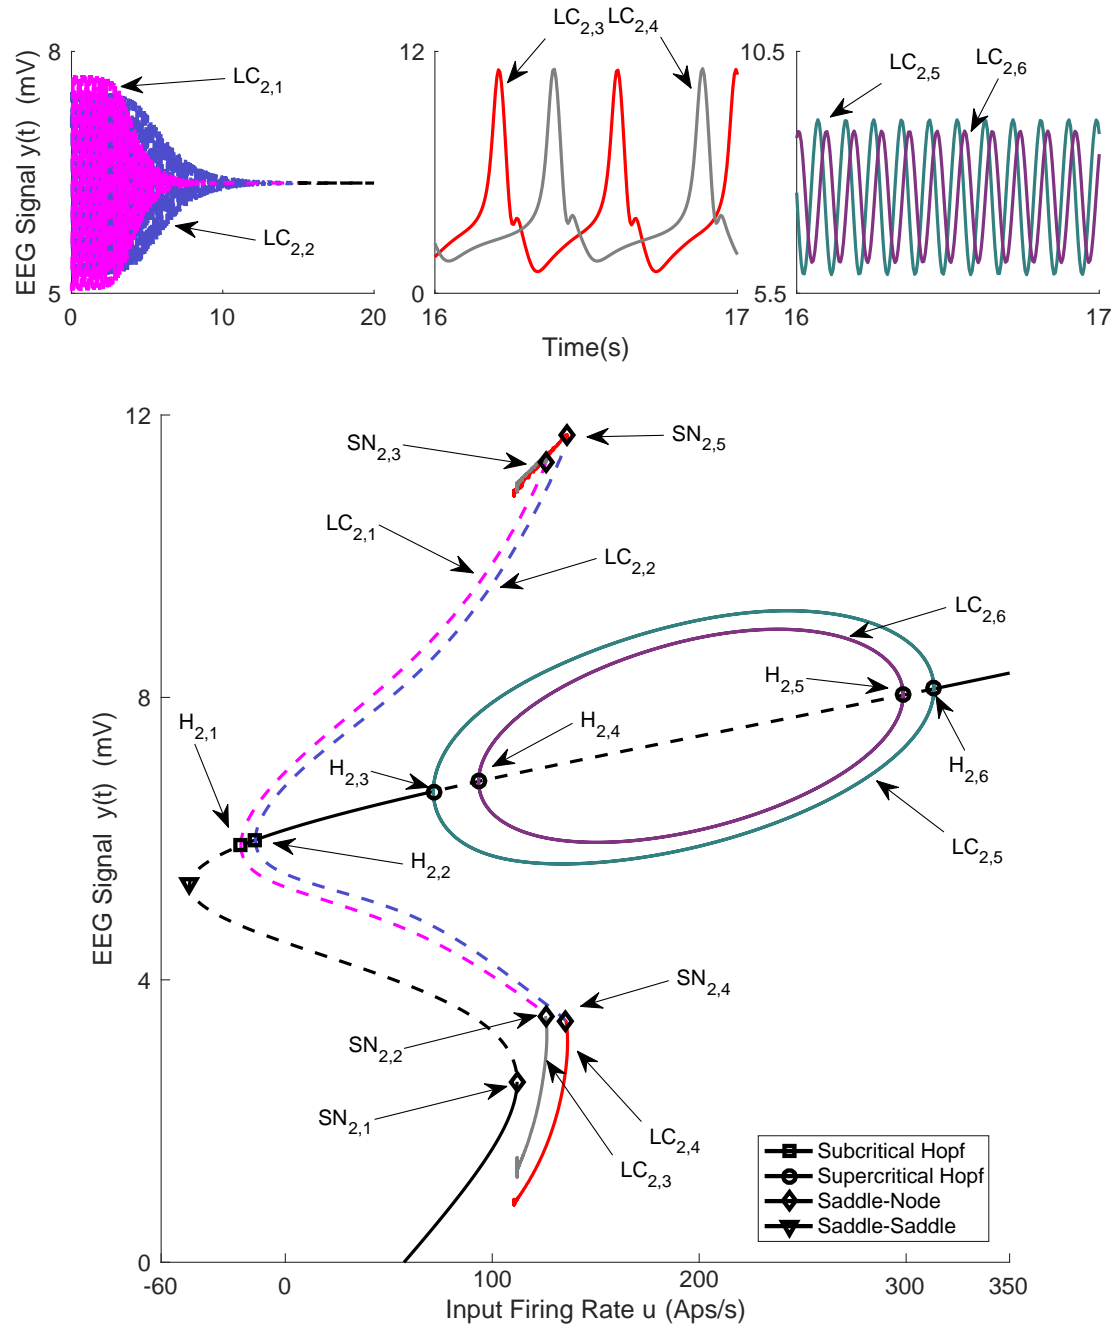 LC2,3 LC2,4
8
12
10.5
LC2,1
LC2,5
LC2,6
EEG Signal y(t) (mV)
LC2,2
5
0
5.5
0 10 20
16 17
16 17
Time(s)
12
SN2,3
SN2,5
LC2,1
LC2,2
LC2,6
H2,5
8
H2,1
H2,4
H2,3
H2,6
EEG Signal y(t) (mV)
H2,2
LC2,5
4
SN2,4
SN2,2
SN2,1
LC2,4
LC2,3
Subcritical Hopf
Supercritical Hopf
Saddle-Node
Saddle-Saddle
0
-60 0 100 200 300 350
Input Firing Rate u (Aps/s)